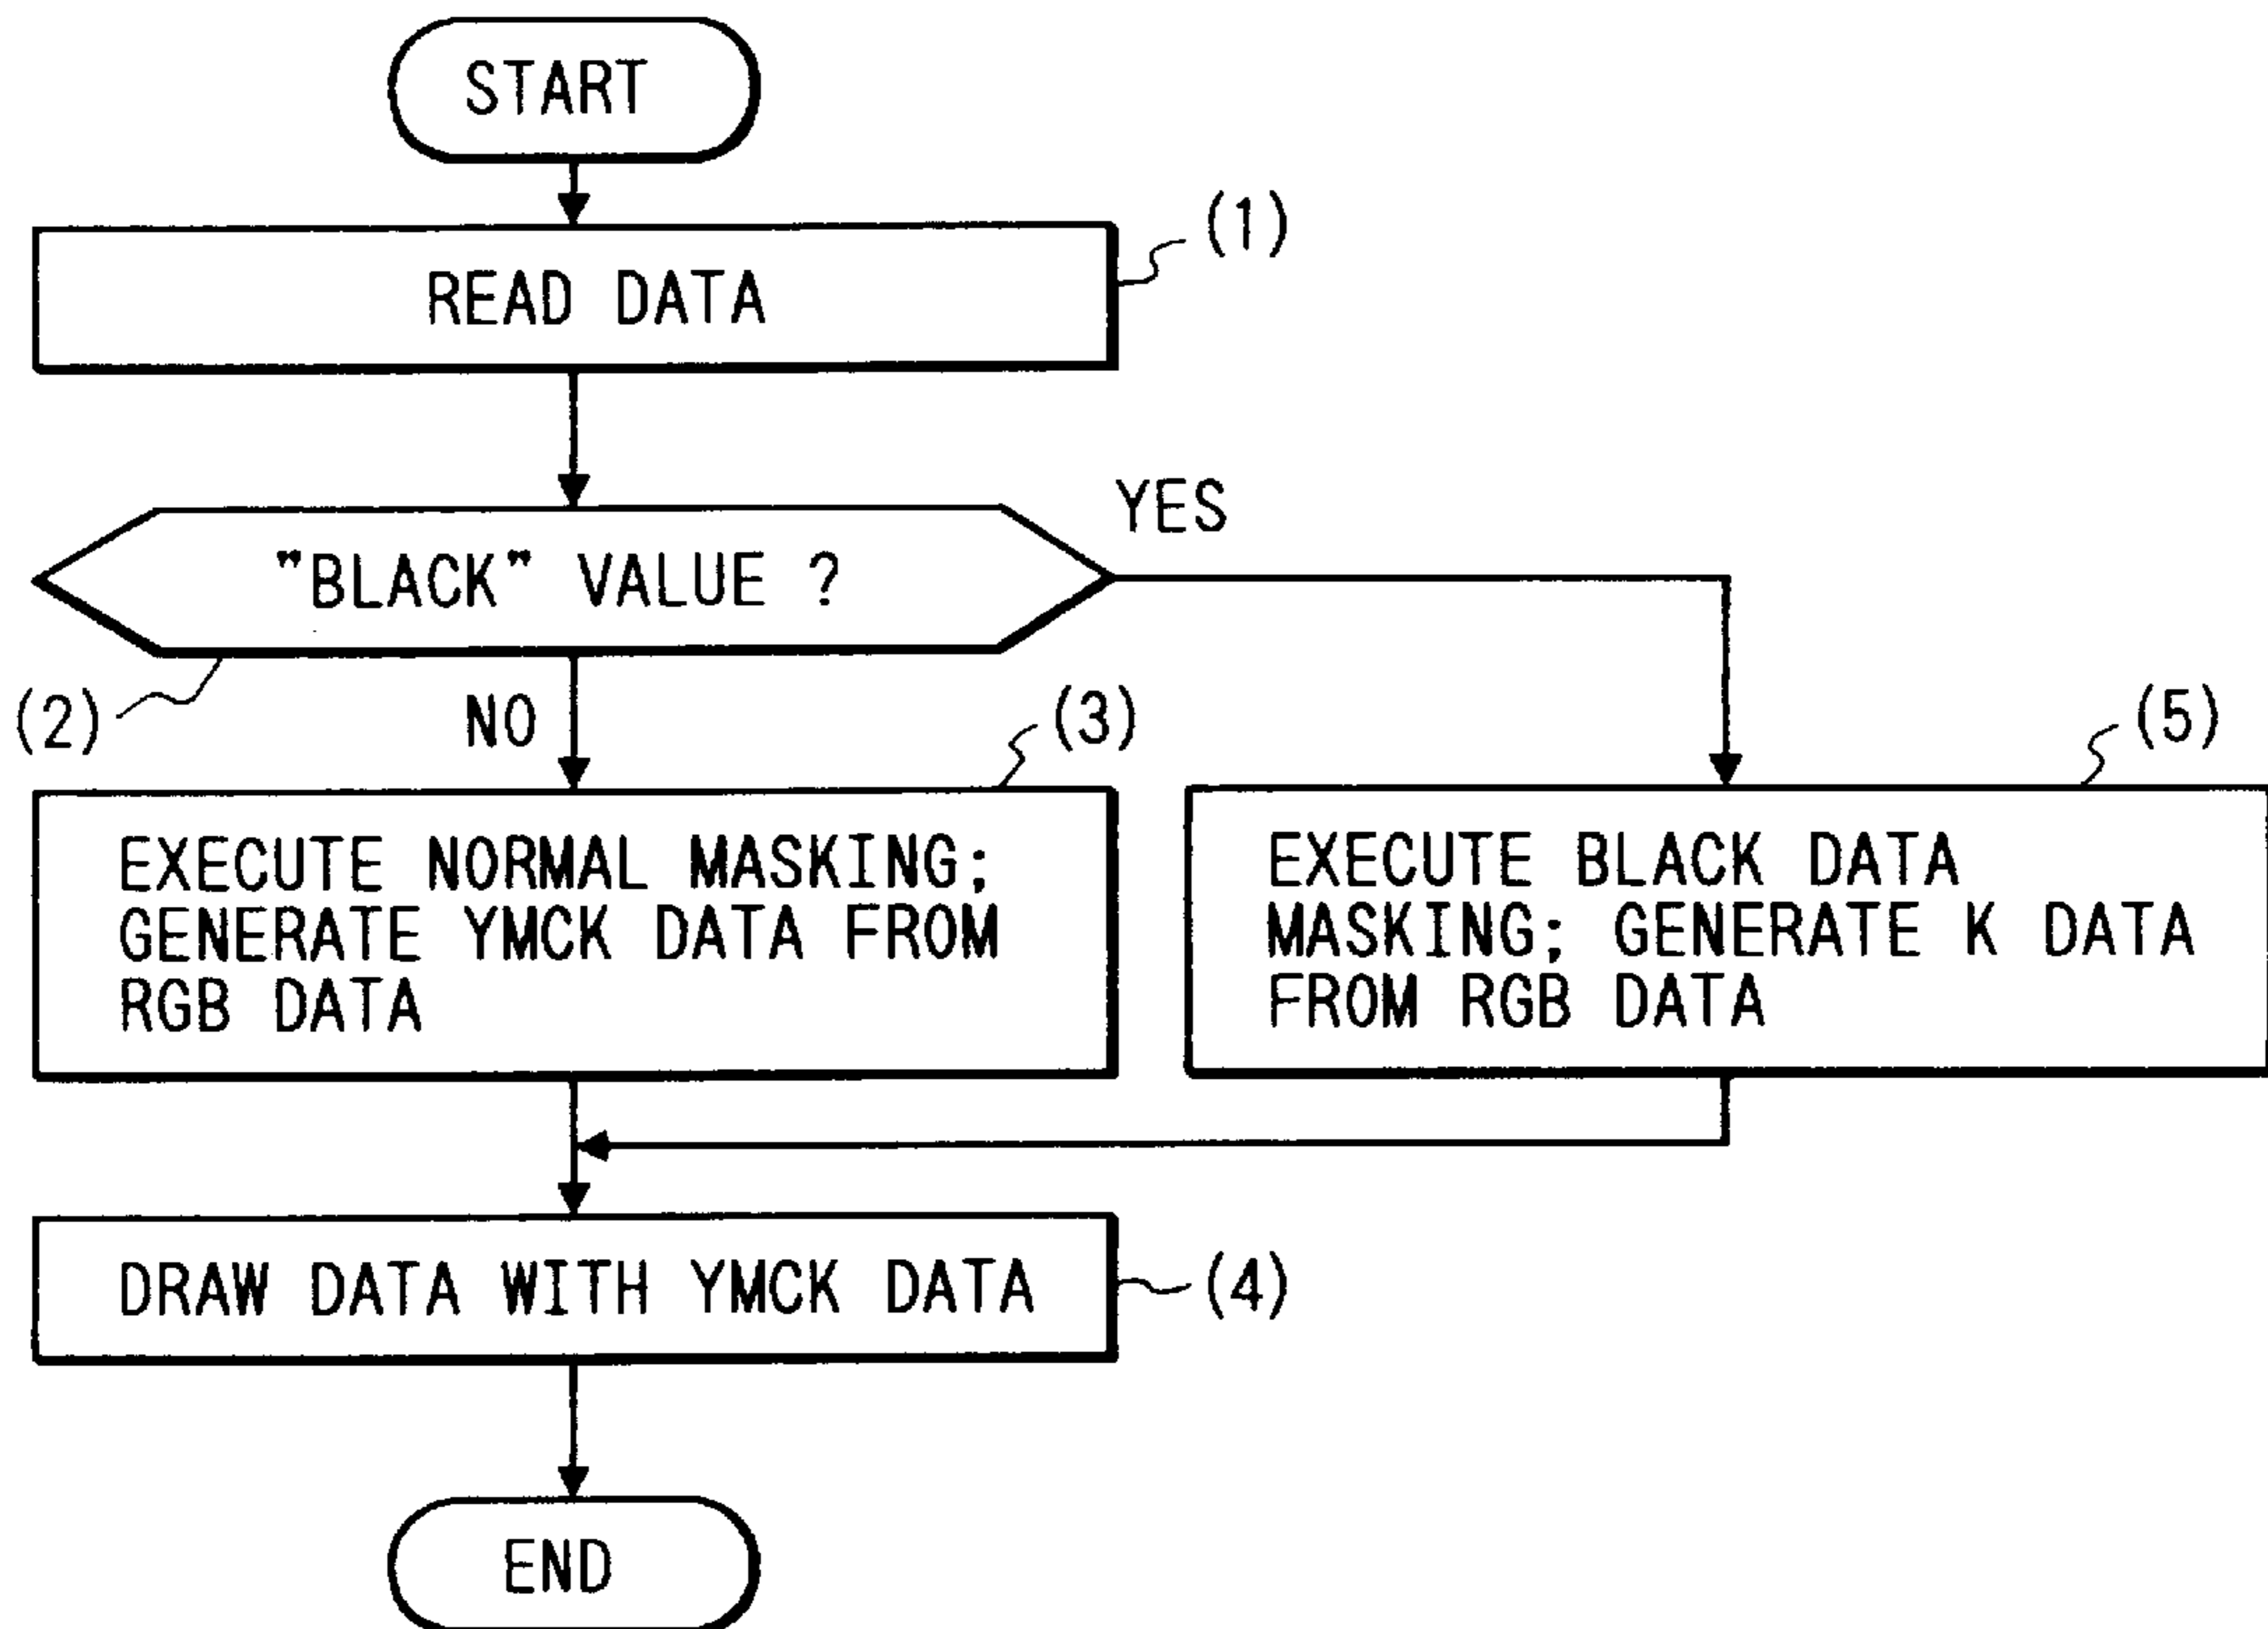 START
(1)
READ DATA
YES
"BLACK" VALUE ?
(2)
NO
(3)
(5)
EXECUTE NORMAL MASKING;
GENERATE YMCK DATA FROM
RGB DATA
EXECUTE BLACK DATA
MASKING; GENERATE K DATA
FROM RGB DATA
DRAW DATA WITH YMCK DATA
(4)
END